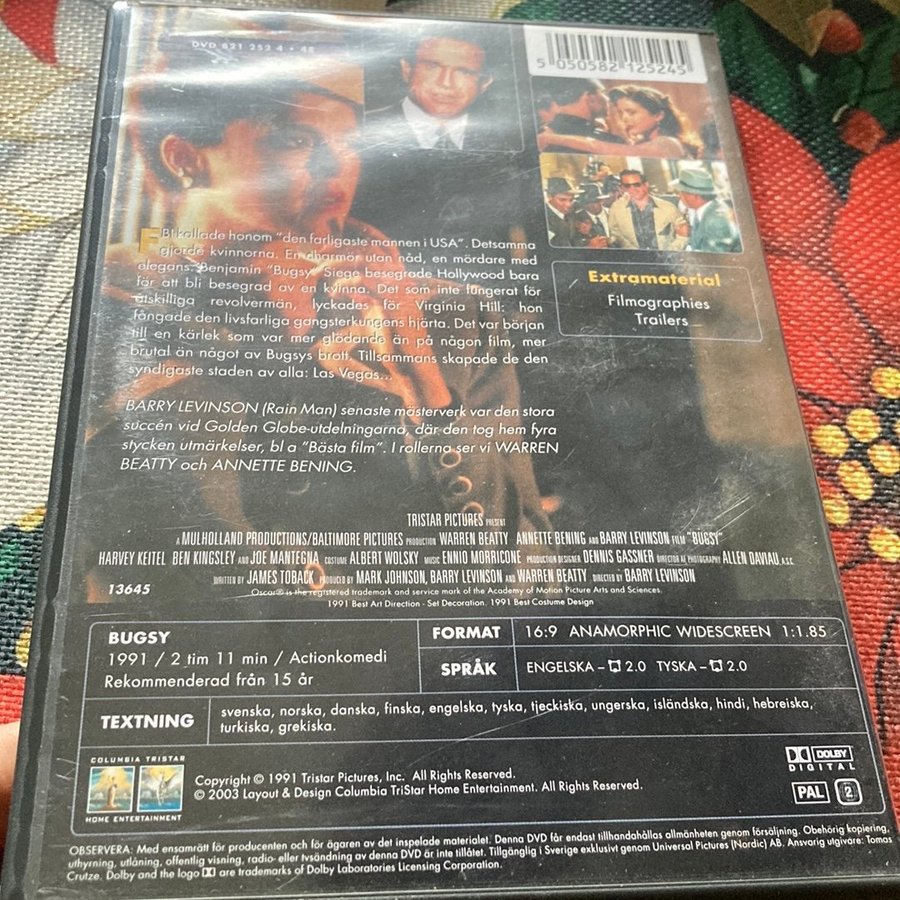 DVD 821 252 4 • 48
5 050582 125245
FBI kallade honom "den farligaste mannen i USA". Detsamma
gjorde kvinnorna. En charmör utan nåd, en mördare med
elegans. Benjamin "Bugsy" Siege besegrade Hollywood bara
för att bli besegrad av en kvinna. Det som inte fungerat för
åtskilliga revolvermän, lyckades för Virginia Hill: hon
fångade den livsfarliga gangsterkungens hjärta. Det var början
till en kärlek som var mer glödande än på någon film, mer
brutal än något av Bugsys brott. Tillsammans skapade de den
syndigaste staden av alla: Las Vegas...
Extramaterial
Filmographies
Trailers
BARRY LEVINSON (Rain Man) senaste mästerverk var den stora
succén vid Golden Globe-utdelningarna, där den tog hem fyra
stycken utmärkelser, bl a "Bästa film". I rollerna ser vi WARREN
BEATTY och ANNETTE BENING.
TRISTAR PICTURES PRESENT
A MULHOLLAND PRODUCTIONS/BALTIMORE PICTURES PRODUCTION WARREN BEATTY ANNETTE BENING AND BARRY LEVINSON FILM "BUGSY"
HARVEY KEITEL BEN KINGSLEY AND JOE MANTEGNA COSTUME ALBERT WOLSKY MUSIC ENNIO MORRICONE PRODUCTION DESIGNER DENNIS GASSNER DIRECTOR OF PHOTOGRAPHY ALLEN DAVIAU, A.S.C.
WRITTEN BY JAMES TOBACK PRODUCED BY MARK JOHNSON, BARRY LEVINSON AND WARREN BEATTY DIRECTED BY BARRY LEVINSON
13645
Oscar® is the registered trademark and service mark of the Academy of Motion Picture Arts and Sciences.
1991 Best Art Direction - Set Decoration. 1991 Best Costume Design
BUGSY
1991 / 2 tim 11 min / Actionkomedi
Rekommenderad från 15 år
FORMAT
16:9 ANAMORPHIC WIDESCREEN 1:1.85
SPRÅK
ENGELSKA – 2.0 TYSKA – 2.0
TEXTNING
svenska, norska, danska, finska, engelska, tyska, tjeckiska, ungerska, isländska, hindi, hebreiska,
turkiska, grekiska.
COLUMBIA TRISTAR
HOME ENTERTAINMENT
Copyright © 1991 Tristar Pictures, Inc. All Rights Reserved.
© 2003 Layout & Design Columbia TriStar Home Entertainment. All Rights Reserved.
DOLBY
DIGITAL
PAL 2
OBSERVERA: Med ensamrätt för producenten och för ägaren av det inspelade materialet. Denna DVD får endast tillhandahållas allmänheten genom försäljning. Obehörig kopiering,
uthyrning, utlåning, offentlig visning, radio- eller tvsändning av denna DVD är inte tillåtet. Tillgänglig i Sverige exklusivt genom Universal Pictures (Nordic) AB. Ansvarig utgivare: Tomas
Crutze. Dolby and the logo are trademarks of Dolby Laboratories Licensing Corporation.